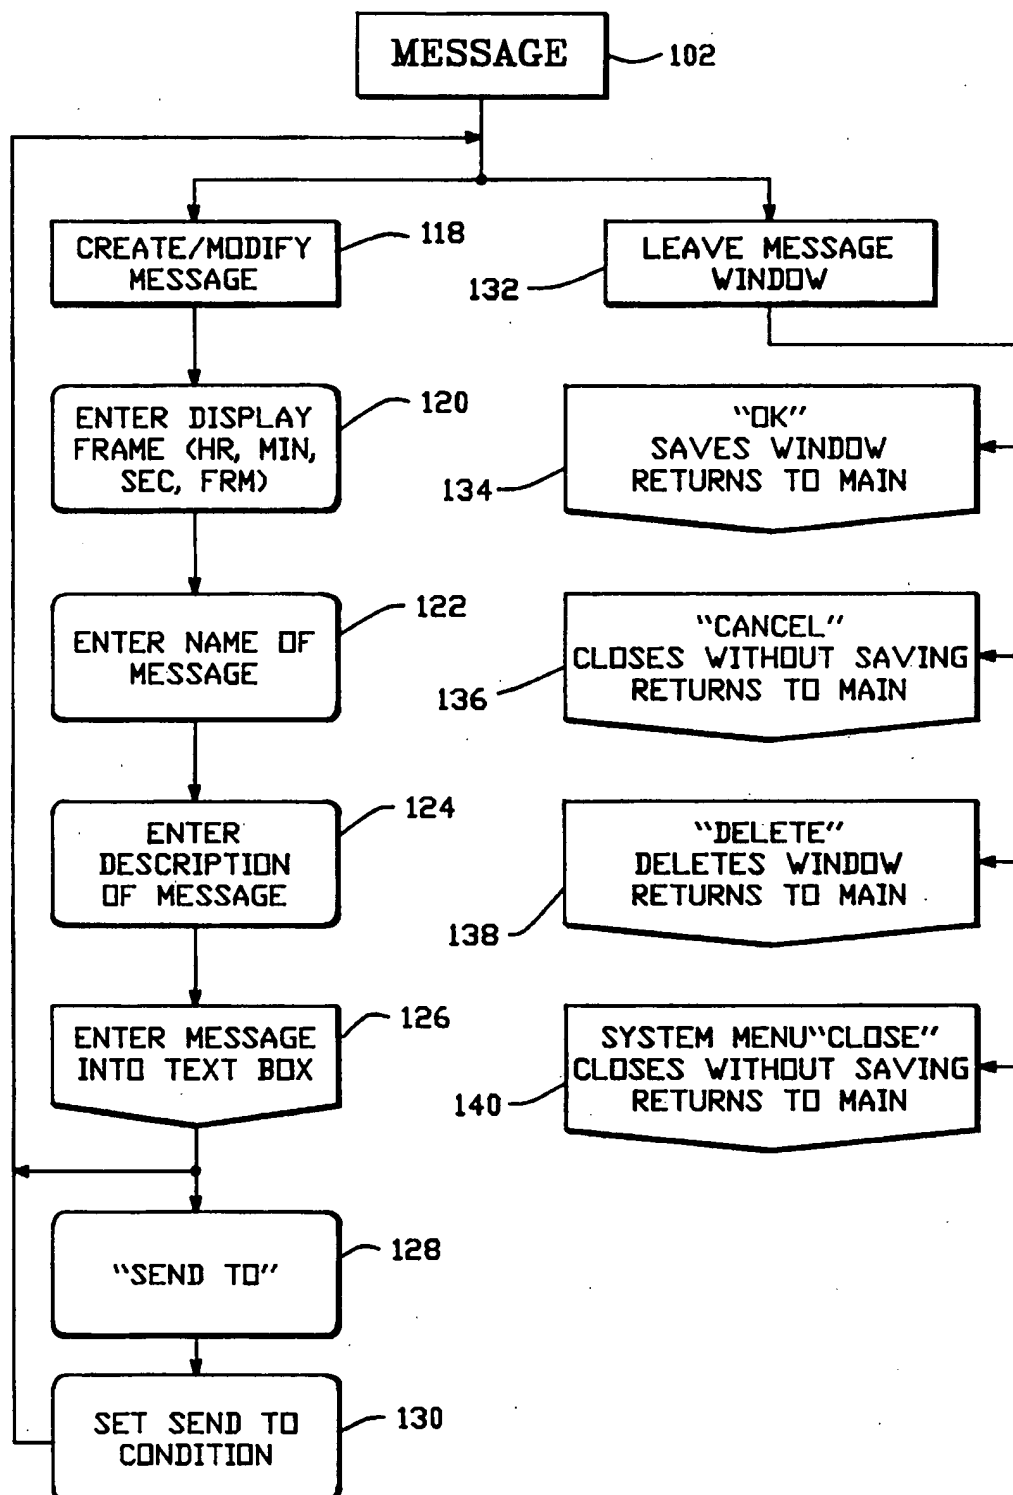 MESSAGE
102
CREATE/MODIFY
MESSAGE
118
LEAVE MESSAGE
WINDOW
132
ENTER DISPLAY
FRAME (HR, MIN,
SEC, FRM)
120
"OK"
SAVES WINDOW
RETURNS TO MAIN
134
ENTER NAME OF
MESSAGE
122
"CANCEL"
CLOSES WITHOUT SAVING
RETURNS TO MAIN
136
ENTER
DESCRIPTION
OF MESSAGE
124
"DELETE"
DELETES WINDOW
RETURNS TO MAIN
138
ENTER MESSAGE
INTO TEXT BOX
126
SYSTEM MENU"CLOSE"
CLOSES WITHOUT SAVING
RETURNS TO MAIN
140
"SEND TO"
128
SET SEND TO
CONDITION
130